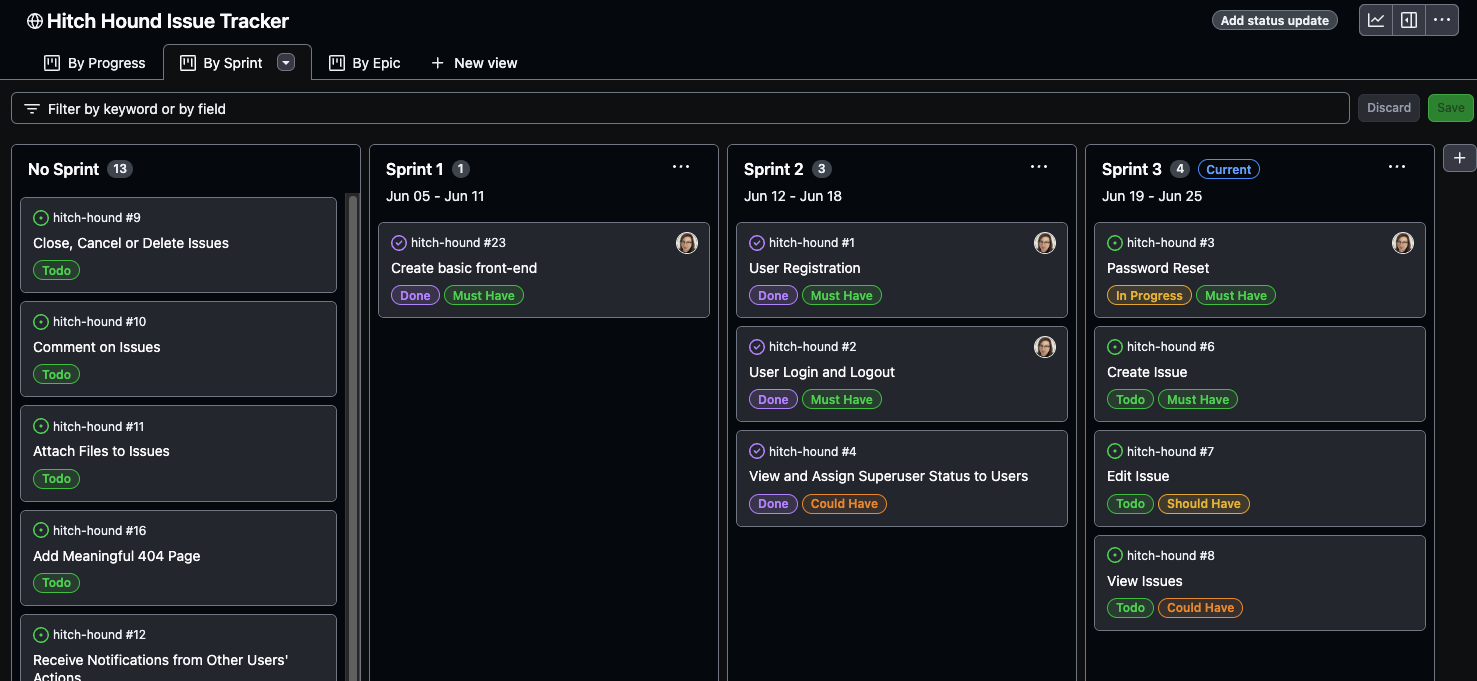 Hitch Hound Issue Tracker
Add status update
By Progress
By Sprint
By Epic
New view
Filter by keyword or by field
Discard
Save
No Sprint 13
hitch-hound #9
Close, Cancel or Delete Issues
Todo
hitch-hound #10
Comment on Issues
Todo
hitch-hound #11
Attach Files to Issues
Todo
hitch-hound #16
Add Meaningful 404 Page
Todo
hitch-hound #12
Receive Notifications from Other Users'
Actions
Sprint 1 1
Jun 05 - Jun 11
hitch-hound #23
Create basic front-end
Done Must Have
Sprint 2 3
Jun 12 - Jun 18
hitch-hound #1
User Registration
Done Must Have
hitch-hound #2
User Login and Logout
Done Must Have
hitch-hound #4
View and Assign Superuser Status to Users
Done Could Have
Sprint 3 4 Current
Jun 19 - Jun 25
hitch-hound #3
Password Reset
In Progress Must Have
hitch-hound #6
Create Issue
Todo Must Have
hitch-hound #7
Edit Issue
Todo Should Have
hitch-hound #8
View Issues
Todo Could Have